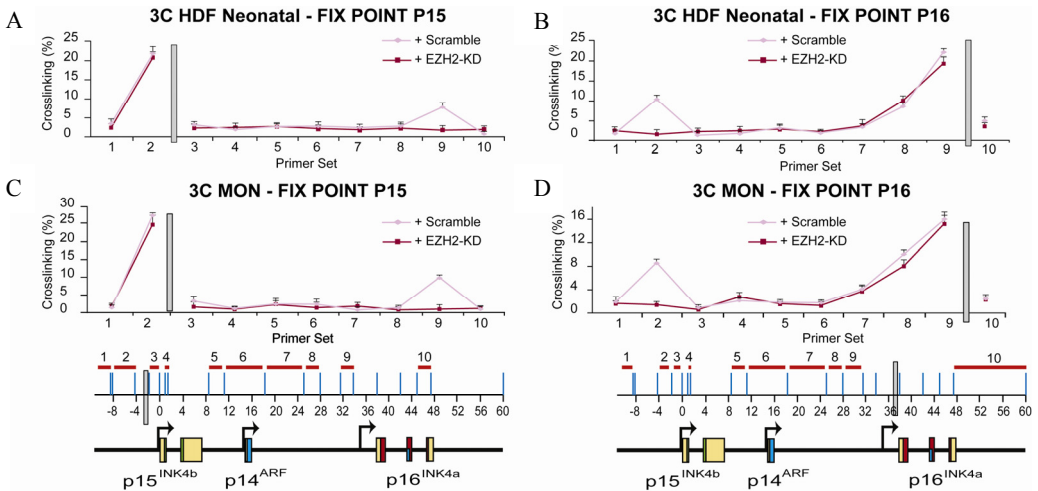 A
3C HDF Neonatal - FIX POINT P15
Crosslinking (%)
25
20
15
10
5
0
+ Scramble
+ EZH2-KD
1 2 3 4 5 6 7 8 9 10
Primer Set
B
3C HDF Neonatal - FIX POINT P16
Crosslinking (%)
25
20
15
10
5
0
+ Scramble
+ EZH2-KD
1 2 3 4 5 6 7 8 9 10
Primer Set
C
3C MON - FIX POINT P15
Crosslinking (%)
30
25
20
15
10
5
0
+ Scramble
+ EZH2-KD
1 2 3 4 5 6 7 8 9 10
Primer Set
1 2 3 4 5 6 7 8 9 10
-8 -4 0 4 8 12 16 20 24 28 32 36 40 44 48 52 56 60
p15INK4b p14ARF p16INK4a
D
3C MON - FIX POINT P16
Crosslinking (%)
16
12
8
4
0
+ Scramble
+ EZH2-KD
1 2 3 4 5 6 7 8 9 10
Primer Set
1 2 3 4 5 6 7 8 9 10
-8 -4 0 4 8 12 16 20 24 28 32 36 40 44 48 52 56 60
p15INK4b p14ARF p16INK4a